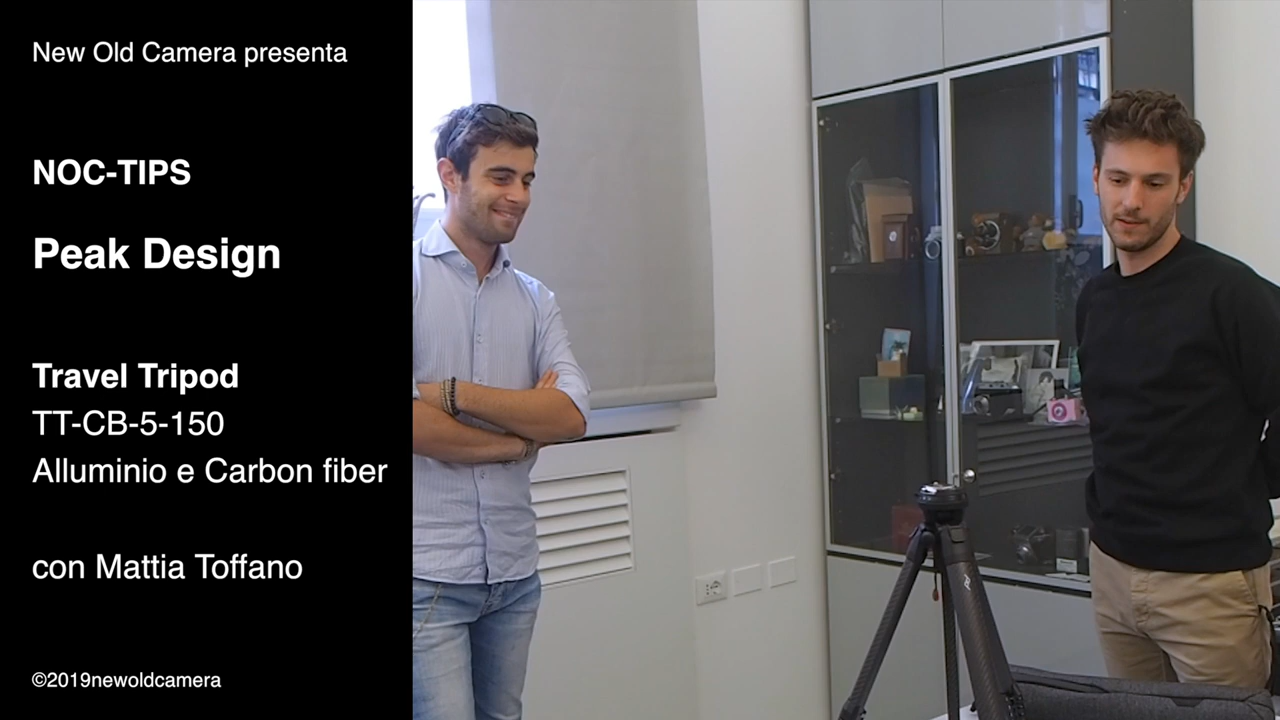 New Old Camera presenta
NOC-TIPS
Peak Design
Travel Tripod
TT-CB-5-150
Alluminio e Carbon fiber
con Mattia Toffano
©2019newoldcamera